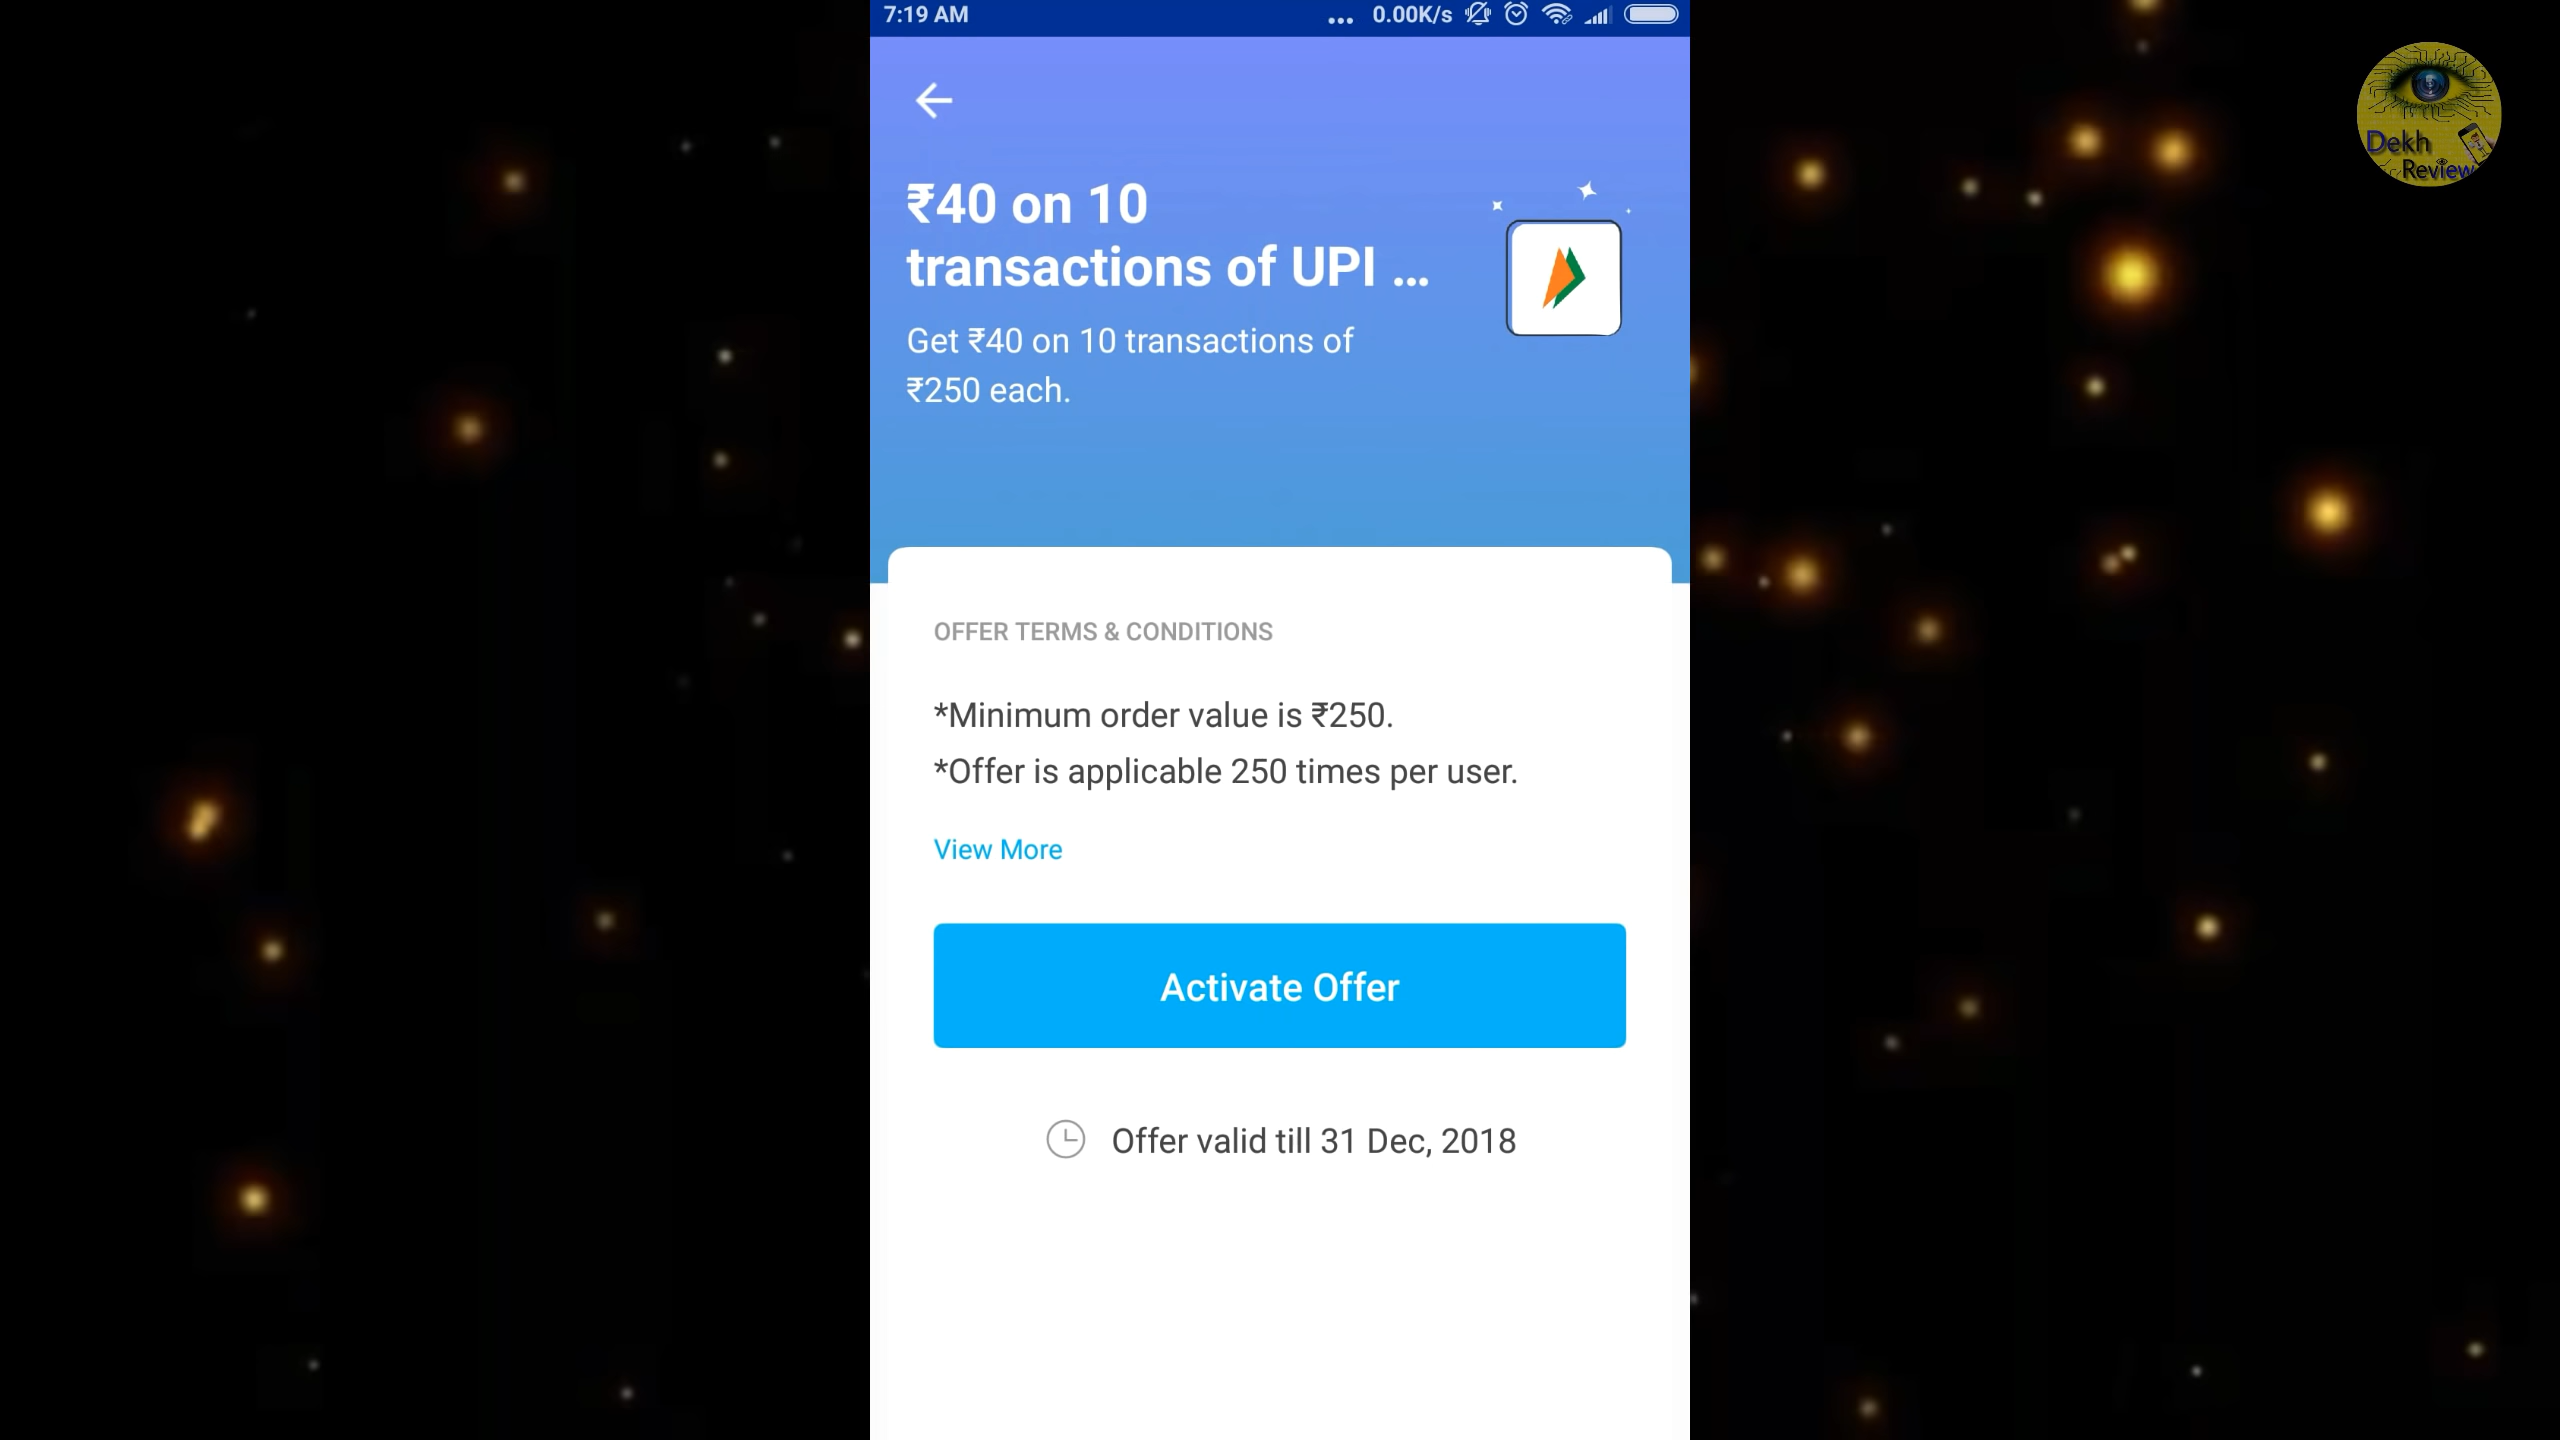 7:19 AM
... 0.00K/s
Dekh
Review
₹40 on 10
transactions of UPI ...
Get ₹40 on 10 transactions of
₹250 each.
OFFER TERMS & CONDITIONS
*Minimum order value is ₹250.
*Offer is applicable 250 times per user.
View More
Activate Offer
Offer valid till 31 Dec, 2018